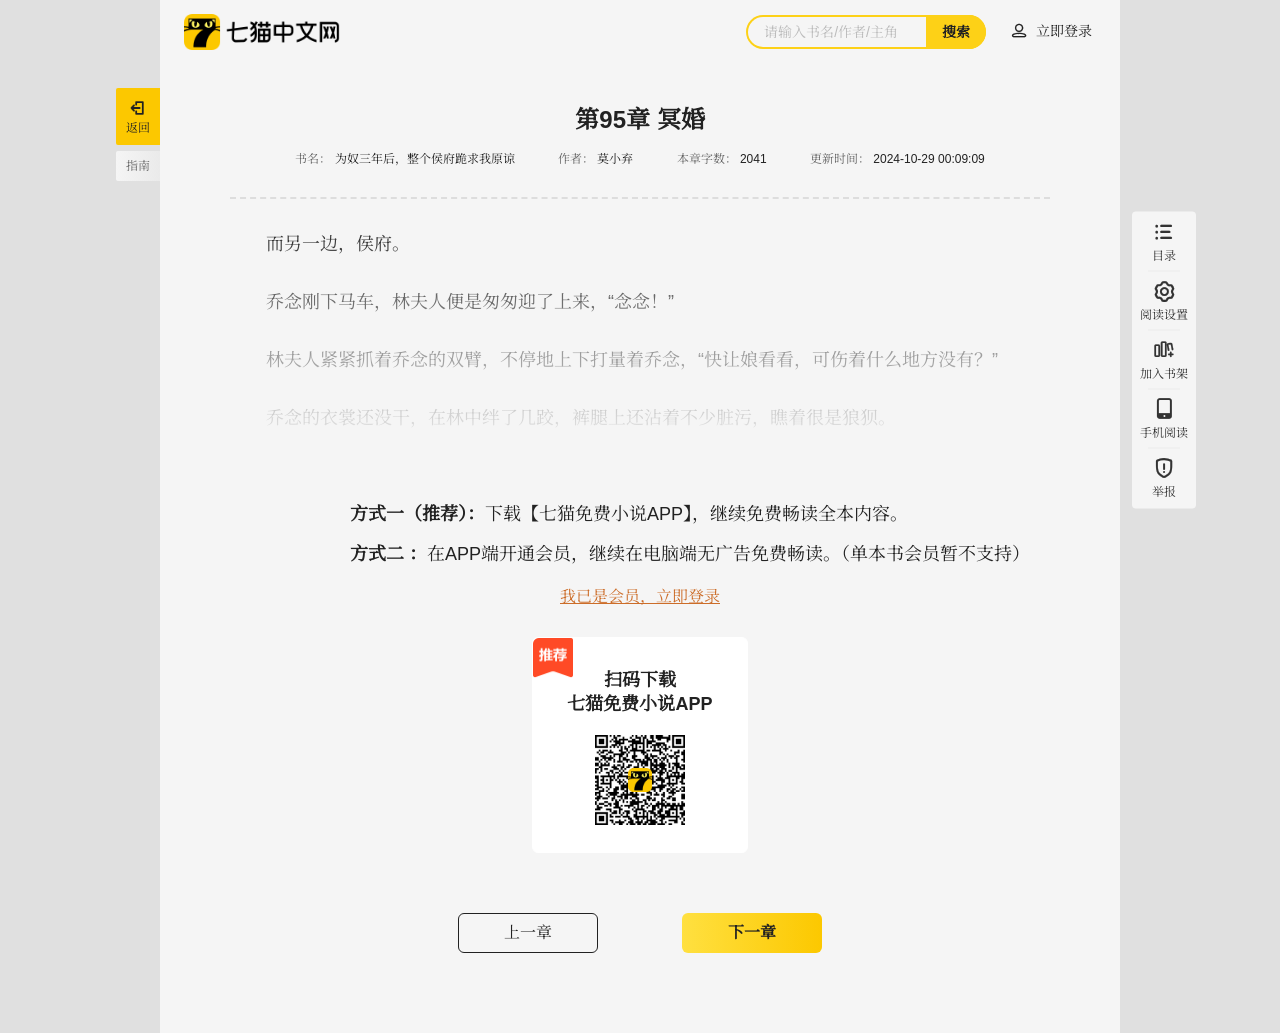 七猫中文网
请输入书名/作者/主角
搜索
立即登录
返回
指南
第95章 冥婚
书名： 为奴三年后，整个侯府跪求我原谅 作者： 莫小弃 本章字数： 2041 更新时间： 2024-10-29 00:09:09
而另一边，侯府。
乔念刚下马车，林夫人便是匆匆迎了上来，“念念！”
林夫人紧紧抓着乔念的双臂，不停地上下打量着乔念，“快让娘看看，可伤着什么地方没有？”
乔念的衣裳还没干，在林中绊了几跤，裤腿上还沾着不少脏污，瞧着很是狼狈。
目录
阅读设置
加入书架
手机阅读
举报
方式一（推荐）： 下载【七猫免费小说APP】，继续免费畅读全本内容。
方式二 ： 在APP端开通会员，继续在电脑端无广告免费畅读。（单本书会员暂不支持）
我已是会员，立即登录
推荐
扫码下载
七猫免费小说APP
上一章
下一章